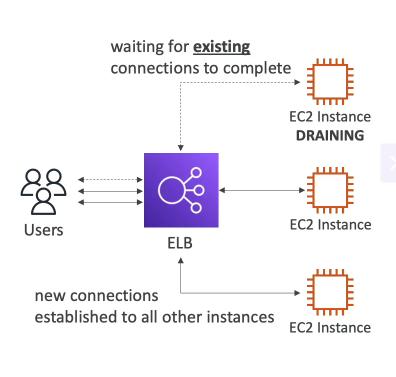 waiting for existing
connections to complete
EC2 Instance
DRAINING
Users
ELB
EC2 Instance
new connections
established to all other instances
EC2 Instance